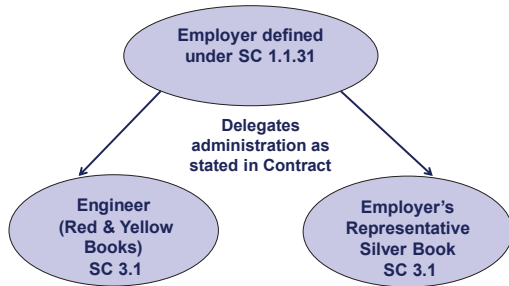 Employer defined
under SC 1.1.31
Delegates
administration as
stated in Contract
Engineer
(Red & Yellow
Books)
SC 3.1
Employer’s
Representative
Silver Book
SC 3.1